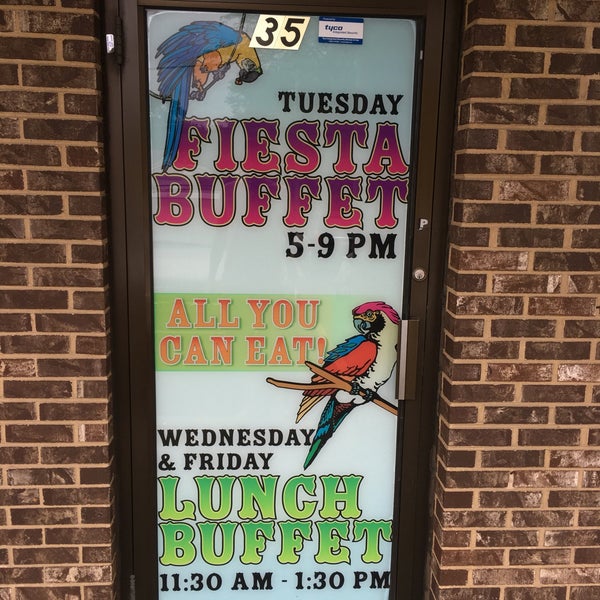 35
tyco
TUESDAY
FIESTA
BUFFET
5-9 PM
P
ALL YOU
CAN EAT!
WEDNESDAY
& FRIDAY
LUNCH
BUFFET
11:30 AM - 1:30 PM